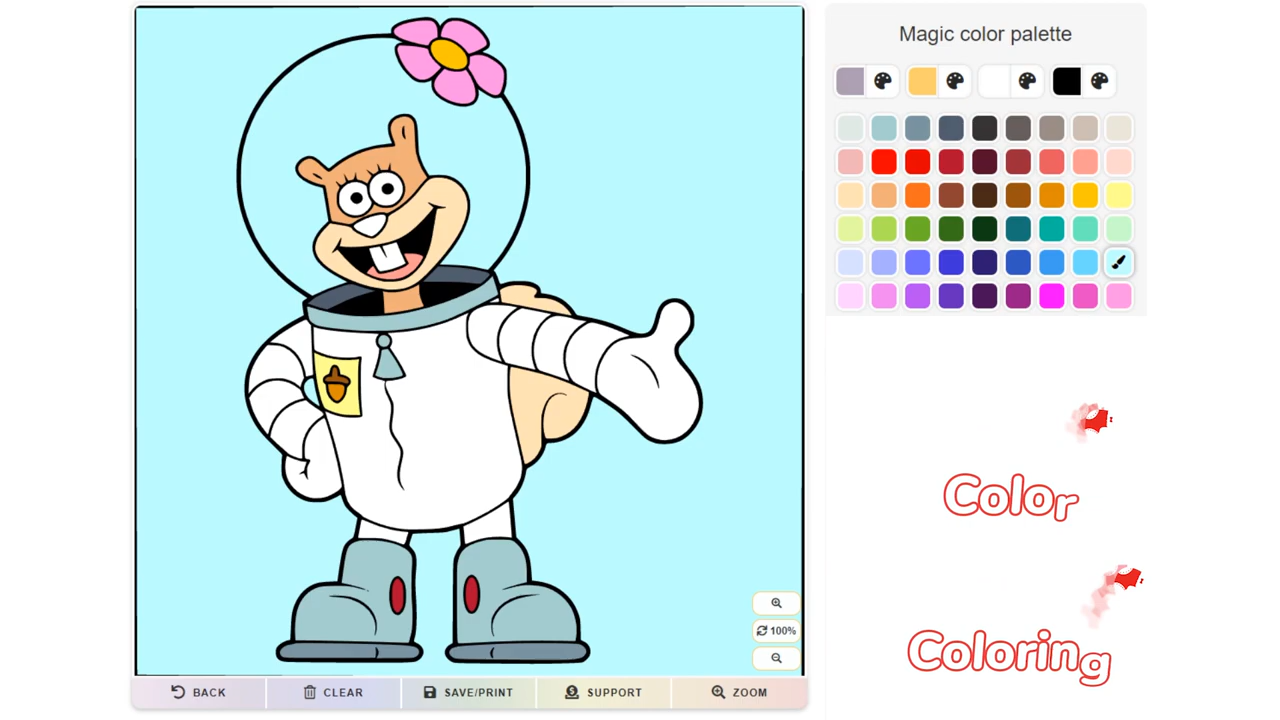 Magic color palette
Color
Coloring
100%
BACK
CLEAR
SAVE/PRINT
SUPPORT
ZOOM